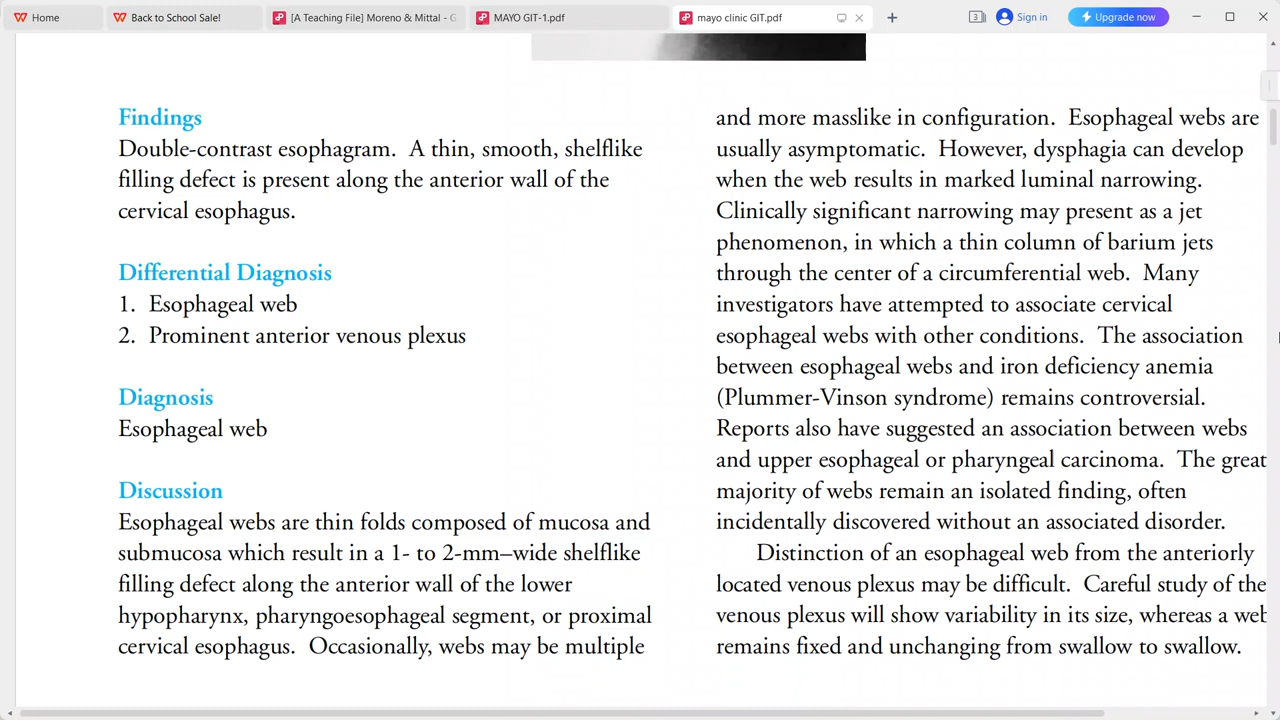 Home
Back to School Sale!
[A Teaching File] Moreno & Mittal - G
MAYO GIT-1.pdf
mayo clinic GIT.pdf
3
Sign in
Upgrade now
Findings
Double-contrast esophagram. A thin, smooth, shelflike
filling defect is present along the anterior wall of the
cervical esophagus.
Differential Diagnosis
1. Esophageal web
2. Prominent anterior venous plexus
Diagnosis
Esophageal web
Discussion
Esophageal webs are thin folds composed of mucosa and
submucosa which result in a 1- to 2-mm–wide shelflike
filling defect along the anterior wall of the lower
hypopharynx, pharyngoesophageal segment, or proximal
cervical esophagus. Occasionally, webs may be multiple
and more masslike in configuration. Esophageal webs are
usually asymptomatic. However, dysphagia can develop
when the web results in marked luminal narrowing.
Clinically significant narrowing may present as a jet
phenomenon, in which a thin column of barium jets
through the center of a circumferential web. Many
investigators have attempted to associate cervical
esophageal webs with other conditions. The association
between esophageal webs and iron deficiency anemia
(Plummer-Vinson syndrome) remains controversial.
Reports also have suggested an association between webs
and upper esophageal or pharyngeal carcinoma. The great
majority of webs remain an isolated finding, often
incidentally discovered without an associated disorder.
Distinction of an esophageal web from the anteriorly
located venous plexus may be difficult. Careful study of the
venous plexus will show variability in its size, whereas a web
remains fixed and unchanging from swallow to swallow.